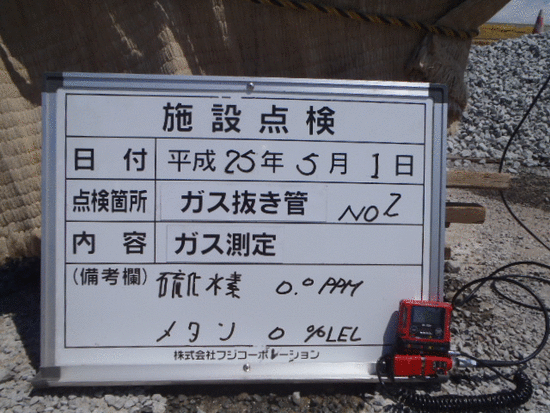 施設点検
日付 平成25年5月1日
点検箇所 ガス抜き管 NO2
内容 ガス測定
(備考欄) 硫化水素 0.0PPM
メタン 0 %LEL
株式会社フジコーポレーション